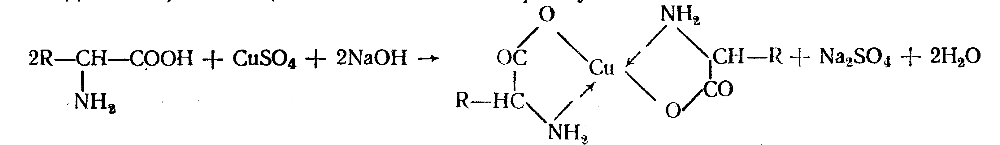 O NH₂
2R—CH—COOH + CuSO₄ + 2NaOH → OC Cu CH—R + Na₂SO₄ + 2H₂O
NH₂ R—HC O CO
NH₂